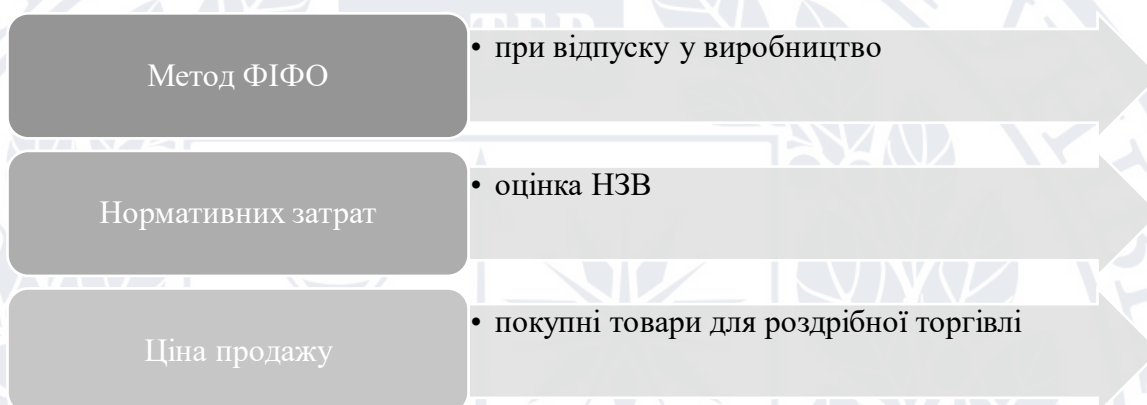 Метод ФІФО
• при відпуску у виробництво
Нормативних затрат
• оцінка НЗВ
Ціна продажу
• покупні товари для роздрібної торгівлі